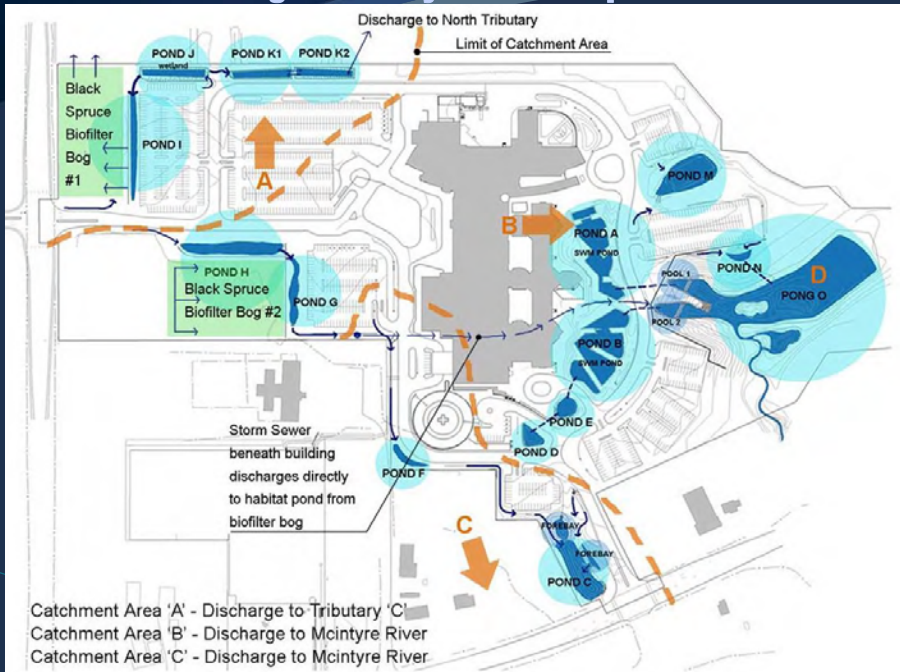 Discharge to North Tributary
Limit of Catchment Area
POND J
wetland
POND K1
POND K2
Black
Spruce
Biofilter
Bog
#1
POND I
A
POND M
B
POND A
SWM POND
POND H
Black Spruce
Biofilter Bog #2
POND G
POOL 1
POND N
D
PONG O
POOL 2
POND B
SWM POND
POND E
POND D
Storm Sewer
beneath building
discharges directly
to habitat pond from
biofilter bog
POND F
C
FOREBAY
FOREBAY
POND C
Catchment Area 'A' - Discharge to Tributary 'C'
Catchment Area 'B' - Discharge to Mcintyre River
Catchment Area 'C' - Discharge to Mcintyre River